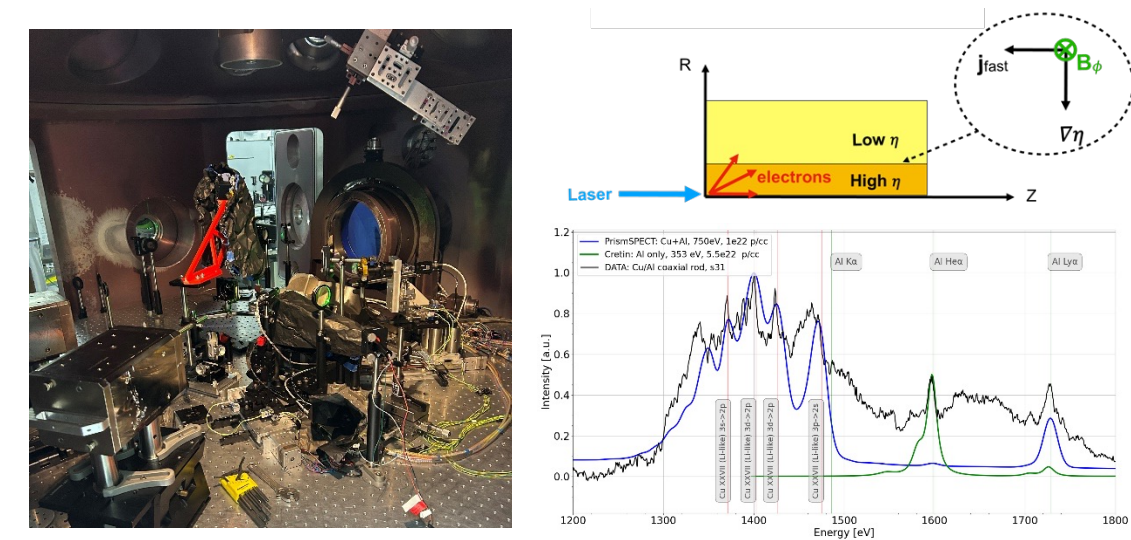 R
Low η
High η
electrons
Laser
Z
jfast
Bϕ
∇η
PrismSPECT: Cu+Al, 750eV, 1e22 p/cc
Cretin: Al only, 353 eV, 5.5e22 p/cc
DATA: Cu/Al coaxial rod, s31
Al Kα
Al Heα
Al Lyα
Cu XXVII (Li-like) 3s->2p
Cu XXVII (Li-like) 3d->2p
Cu XXVII (Li-like) 3d->2p
Cu XXVII (Li-like) 3p->2s
Intensity [a.u.]
1.2
1.0
0.8
0.6
0.4
0.2
0.0
1200 1300 1400 1500 1600 1700 1800
Energy [eV]